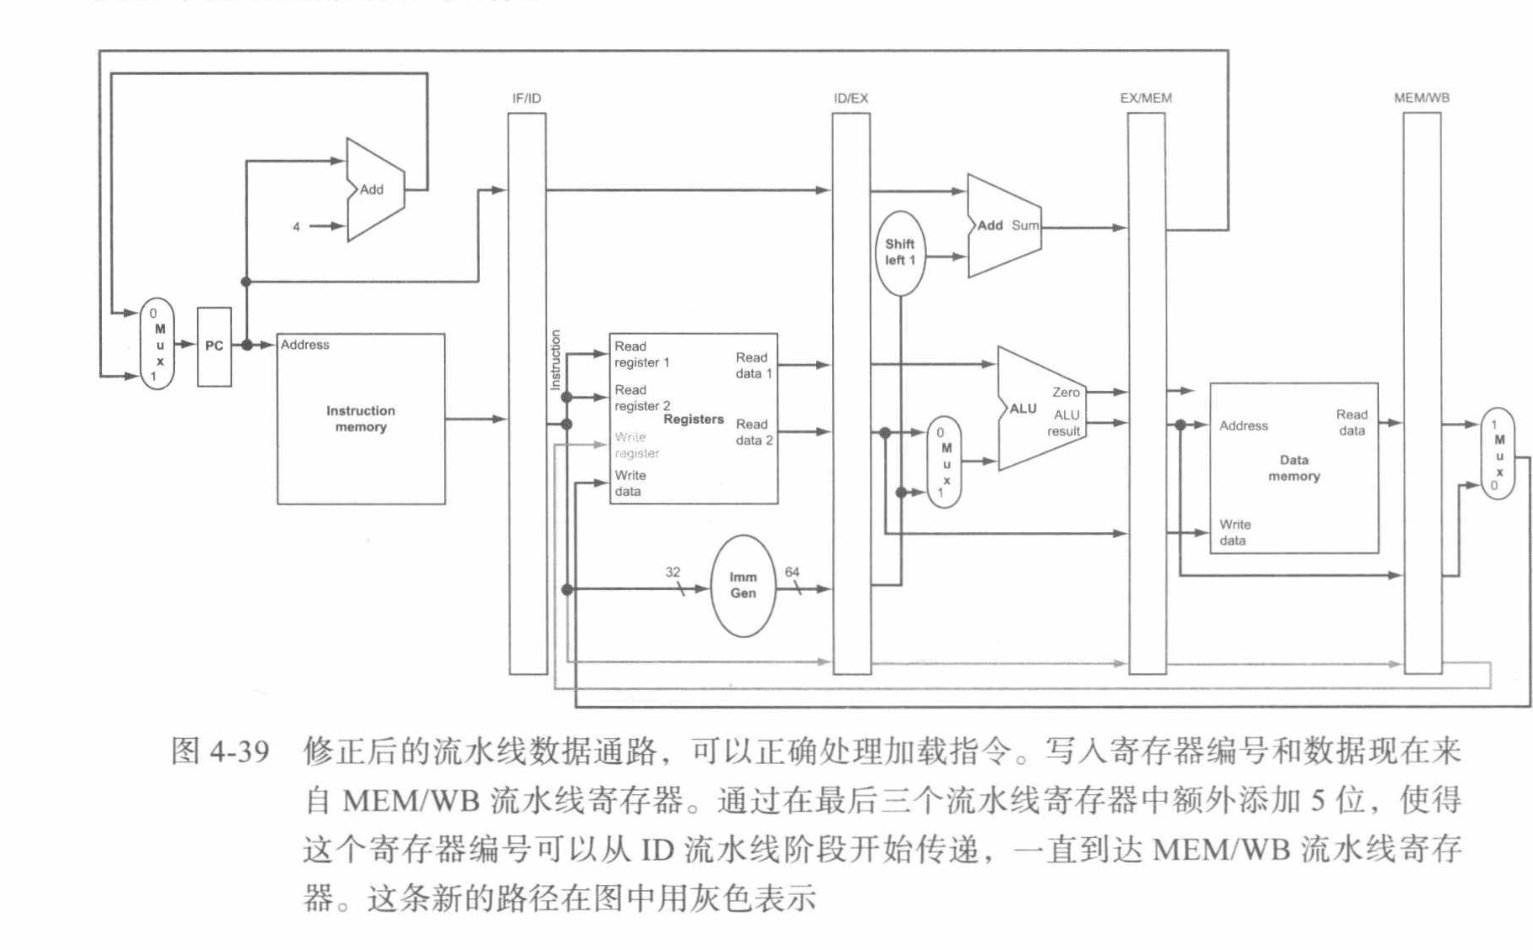 IF/ID
ID/EX
EX/MEM
MEM/WB
Add
4
Shift
left 1
Add Sum
0
M
u
x
1
PC
Address
Instruction
memory
Instruction
Read
register 1
Read
register 2
Write
register
Write
data
Registers
Read
data 1
Read
data 2
32
Imm
Gen
64
0
M
u
x
1
Zero
ALU
ALU
result
Address
Read
data
Data
memory
Write
data
1
M
u
x
0
图 4-39 修正后的流水线数据通路，可以正确处理加载指令。写入寄存器编号和数据现在来
自 MEM/WB 流水线寄存器。通过在最后三个流水线寄存器中额外添加 5 位，使得
这个寄存器编号可以从 ID 流水线阶段开始传递，一直到达 MEM/WB 流水线寄存
器。这条新的路径在图中用灰色表示